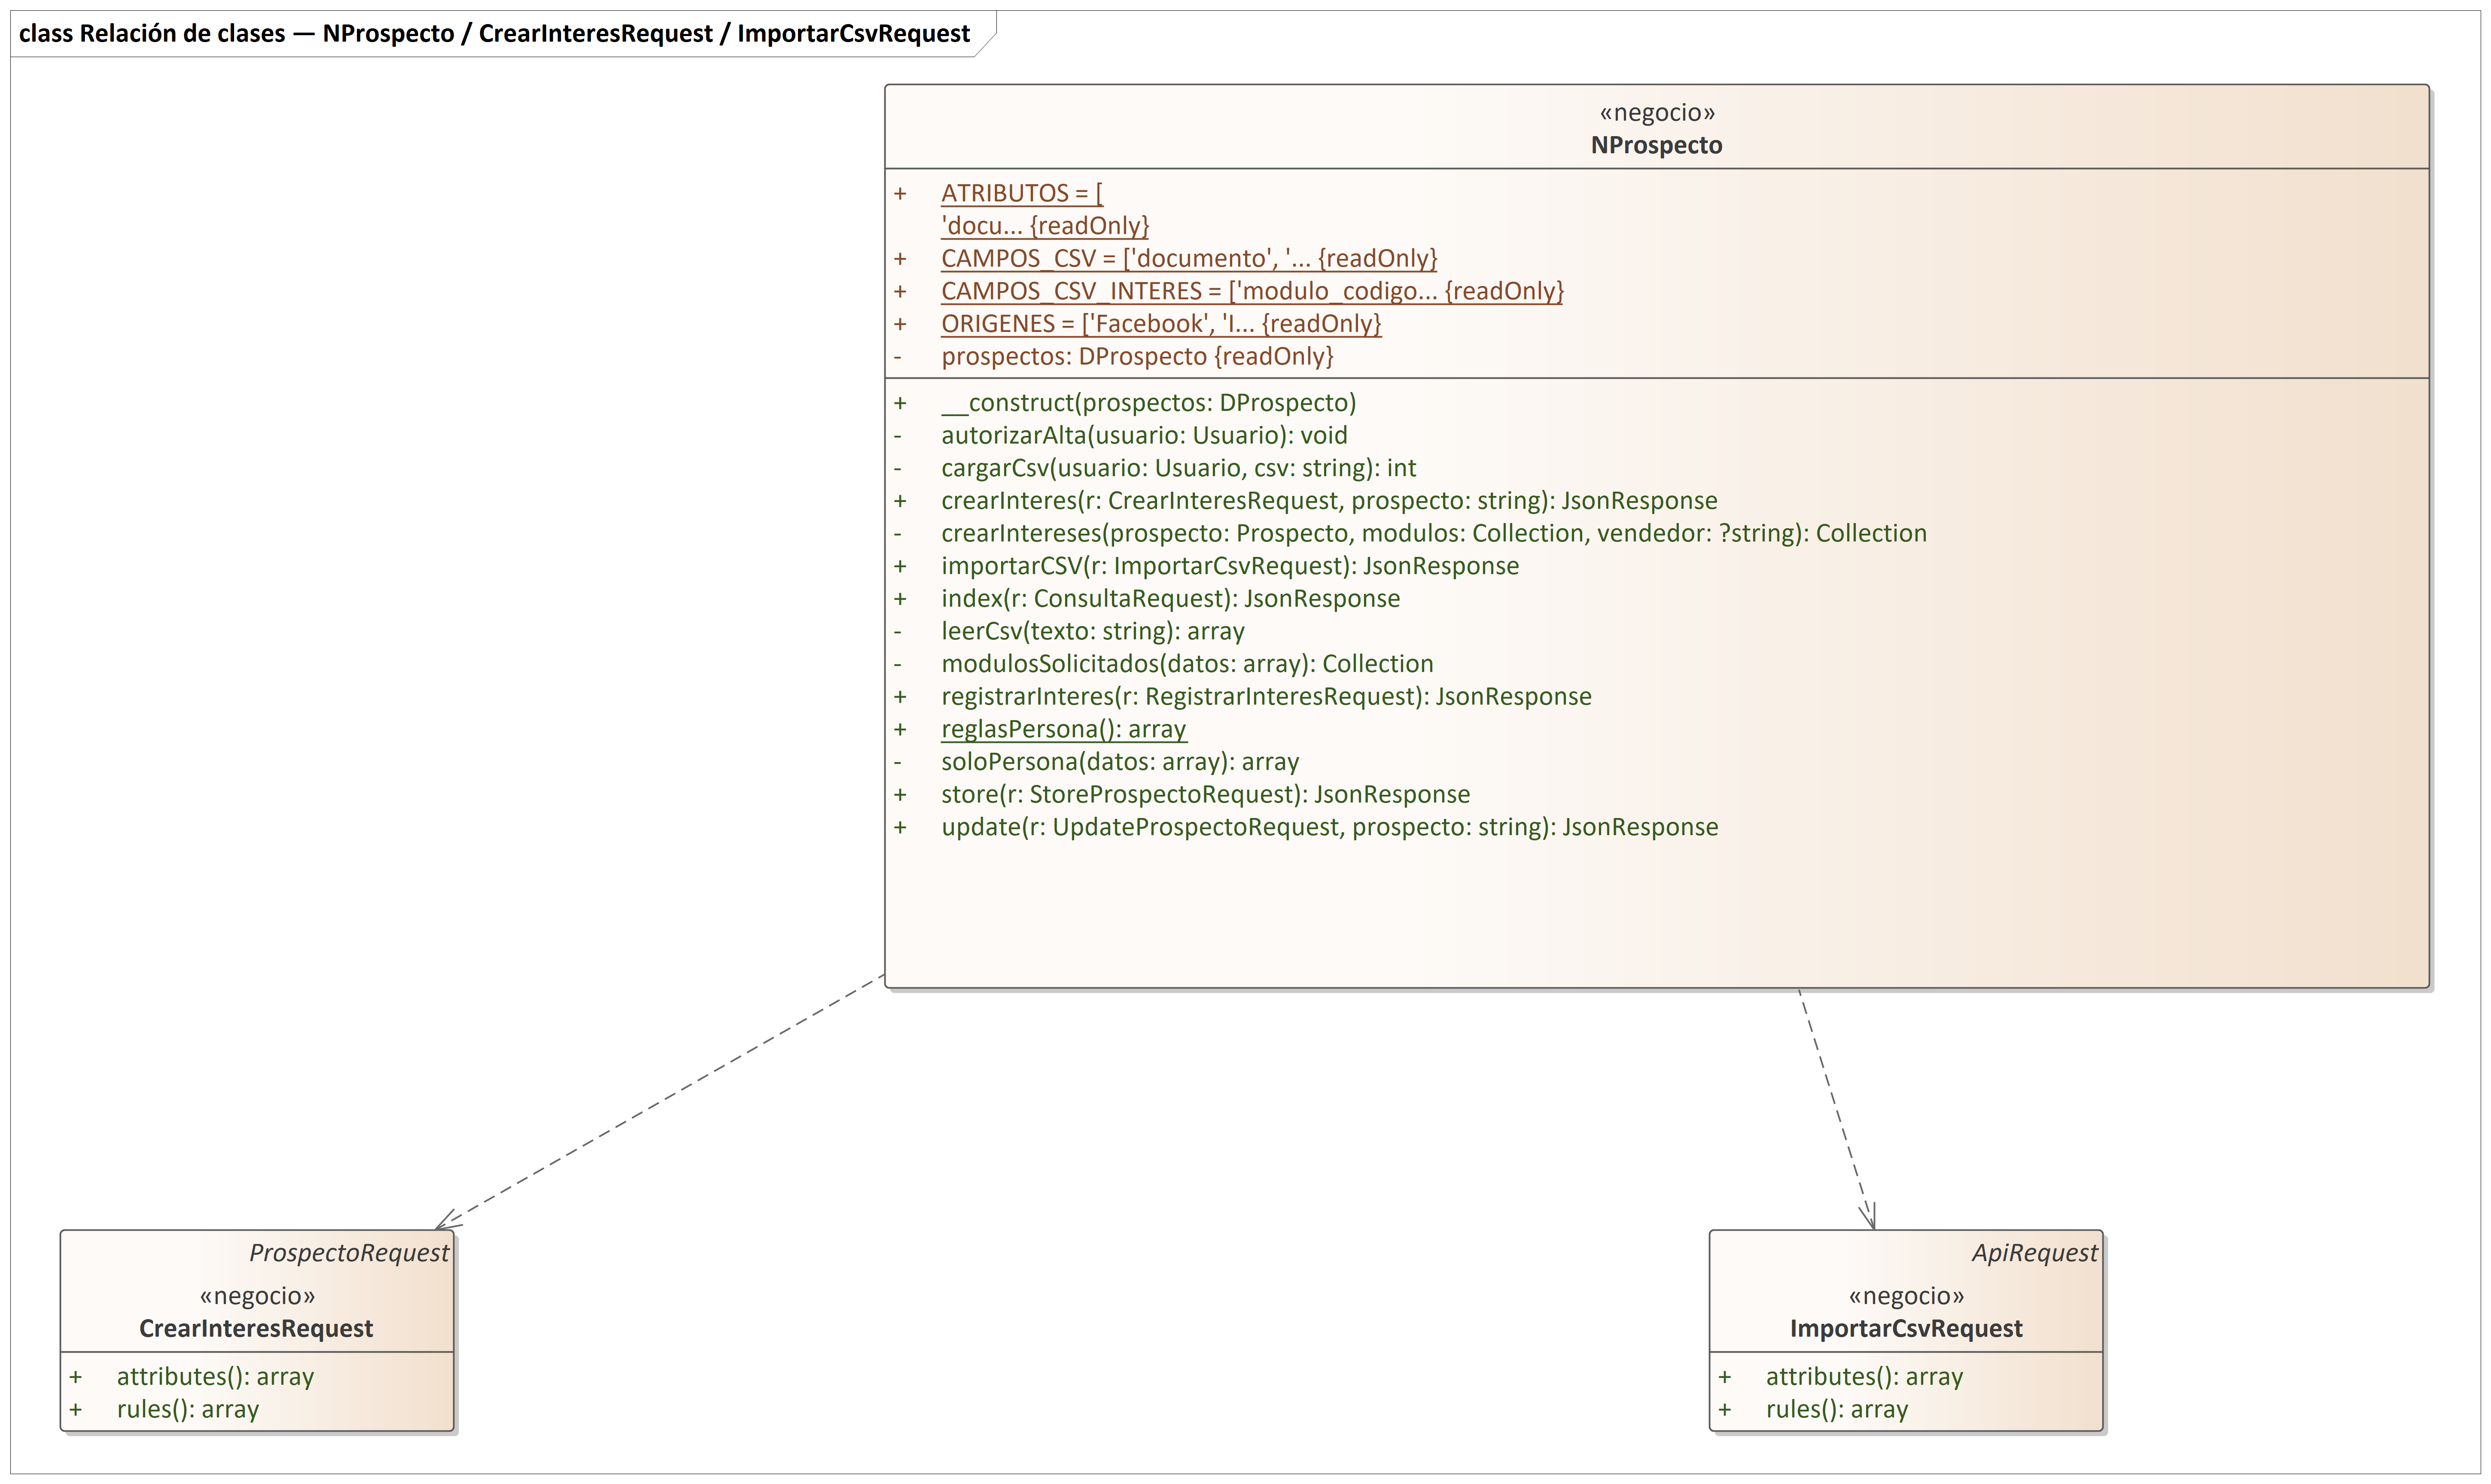 class Relación de clases — NProspecto / CrearInteresRequest / ImportarCsvRequest
«negocio»
NProspecto
+ ATRIBUTOS = [
'docu... {readOnly}
+ CAMPOS_CSV = ['documento', '... {readOnly}
+ CAMPOS_CSV_INTERES = ['modulo_codigo... {readOnly}
+ ORIGENES = ['Facebook', 'I... {readOnly}
- prospectos: DProspecto {readOnly}
+ __construct(prospectos: DProspecto)
- autorizarAlta(usuario: Usuario): void
- cargarCsv(usuario: Usuario, csv: string): int
+ crearInteres(r: CrearInteresRequest, prospecto: string): JsonResponse
- crearIntereses(prospecto: Prospecto, modulos: Collection, vendedor: ?string): Collection
+ importarCSV(r: ImportarCsvRequest): JsonResponse
+ index(r: ConsultaRequest): JsonResponse
- leerCsv(texto: string): array
- modulosSolicitados(datos: array): Collection
+ registrarInteres(r: RegistrarInteresRequest): JsonResponse
+ reglasPersona(): array
- soloPersona(datos: array): array
+ store(r: StoreProspectoRequest): JsonResponse
+ update(r: UpdateProspectoRequest, prospecto: string): JsonResponse
ProspectoRequest
«negocio»
CrearInteresRequest
+ attributes(): array
+ rules(): array
ApiRequest
«negocio»
ImportarCsvRequest
+ attributes(): array
+ rules(): array